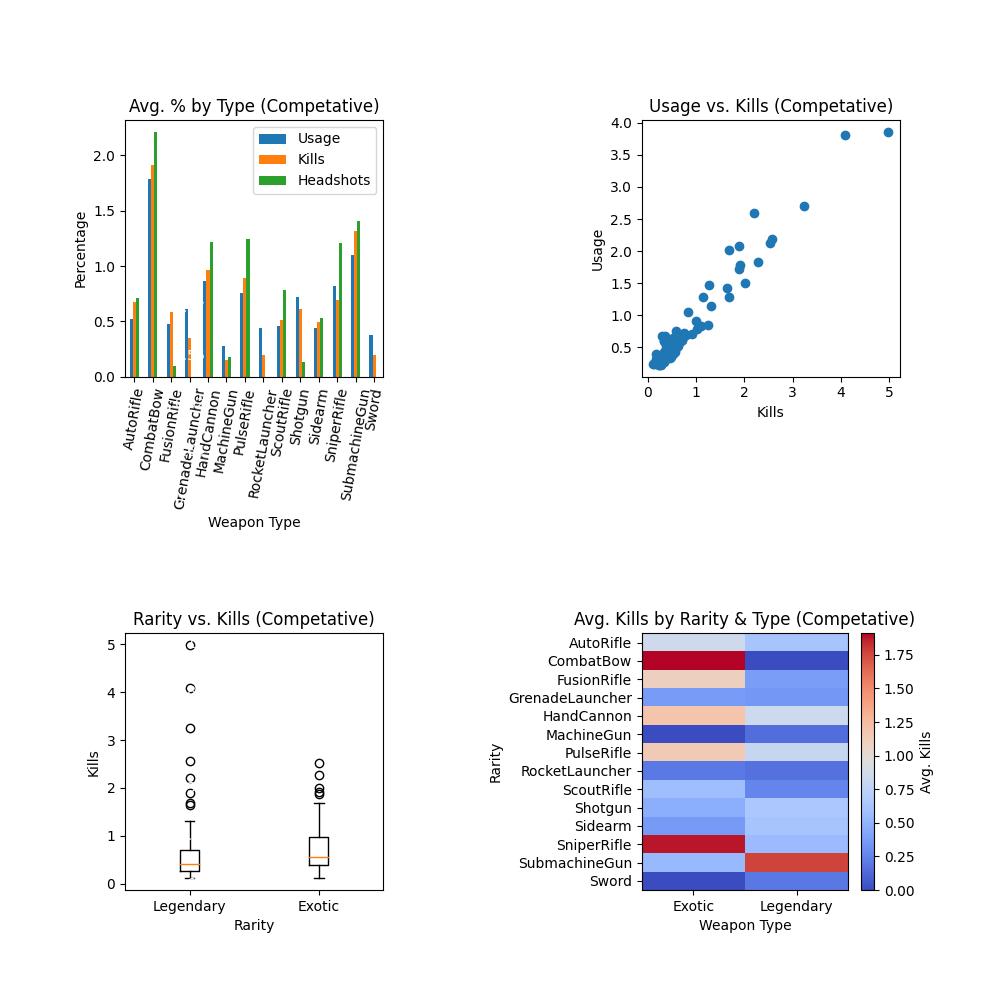 Avg. % by Type (Competative)
Percentage
2.0
1.5
1.0
0.5
0.0
Usage
Kills
Headshots
AutoRifle
CombatBow
FusionRifle
GrenadeLauncher
HandCannon
MachineGun
PulseRifle
RocketLauncher
ScoutRifle
Shotgun
Sidearm
SniperRifle
SubmachineGun
Sword
Weapon Type
Usage vs. Kills (Competative)
Usage
4.0
3.5
3.0
2.5
2.0
1.5
1.0
0.5
0 1 2 3 4 5
Kills
Rarity vs. Kills (Competative)
Kills
5
4
3
2
1
0
Legendary Exotic
Rarity
Avg. Kills by Rarity & Type (Competative)
Rarity
AutoRifle
CombatBow
FusionRifle
GrenadeLauncher
HandCannon
MachineGun
PulseRifle
RocketLauncher
ScoutRifle
Shotgun
Sidearm
SniperRifle
SubmachineGun
Sword
Exotic Legendary
Weapon Type
1.75
1.50
1.25
1.00
0.75
0.50
0.25
0.00
Avg. Kills